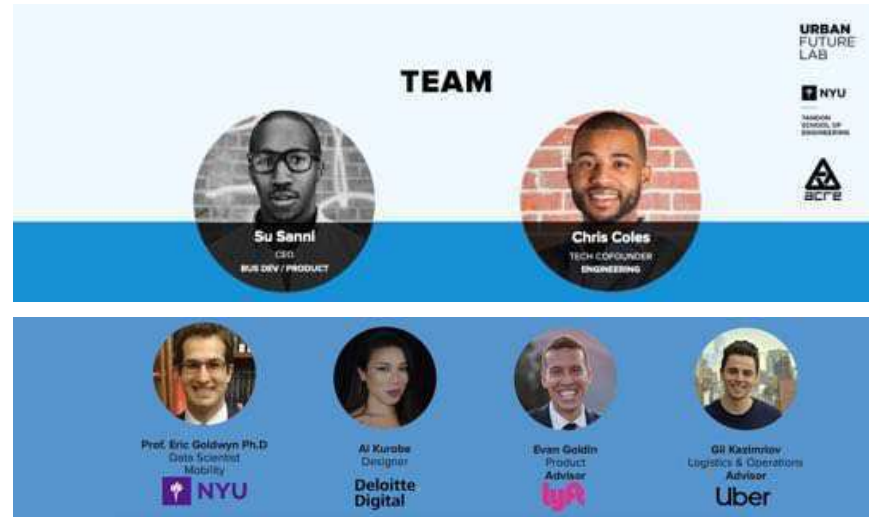 URBAN
FUTURE
LAB
TEAM
NYU
TANDON
SCHOOL OF
ENGINEERING
acre
Su Sanni
CEO
BUS DEV / PRODUCT
Chris Coles
TECH COFOUNDER
ENGINEERING
Prof. Eric Goldwyn Ph.D
Data Scientist
Mobility
NYU
Ai Kurobe
Designer
Deloitte
Digital
Evan Goldin
Product
Advisor
lyft
Gil Kazimriov
Logistics & Operations
Advisor
Uber